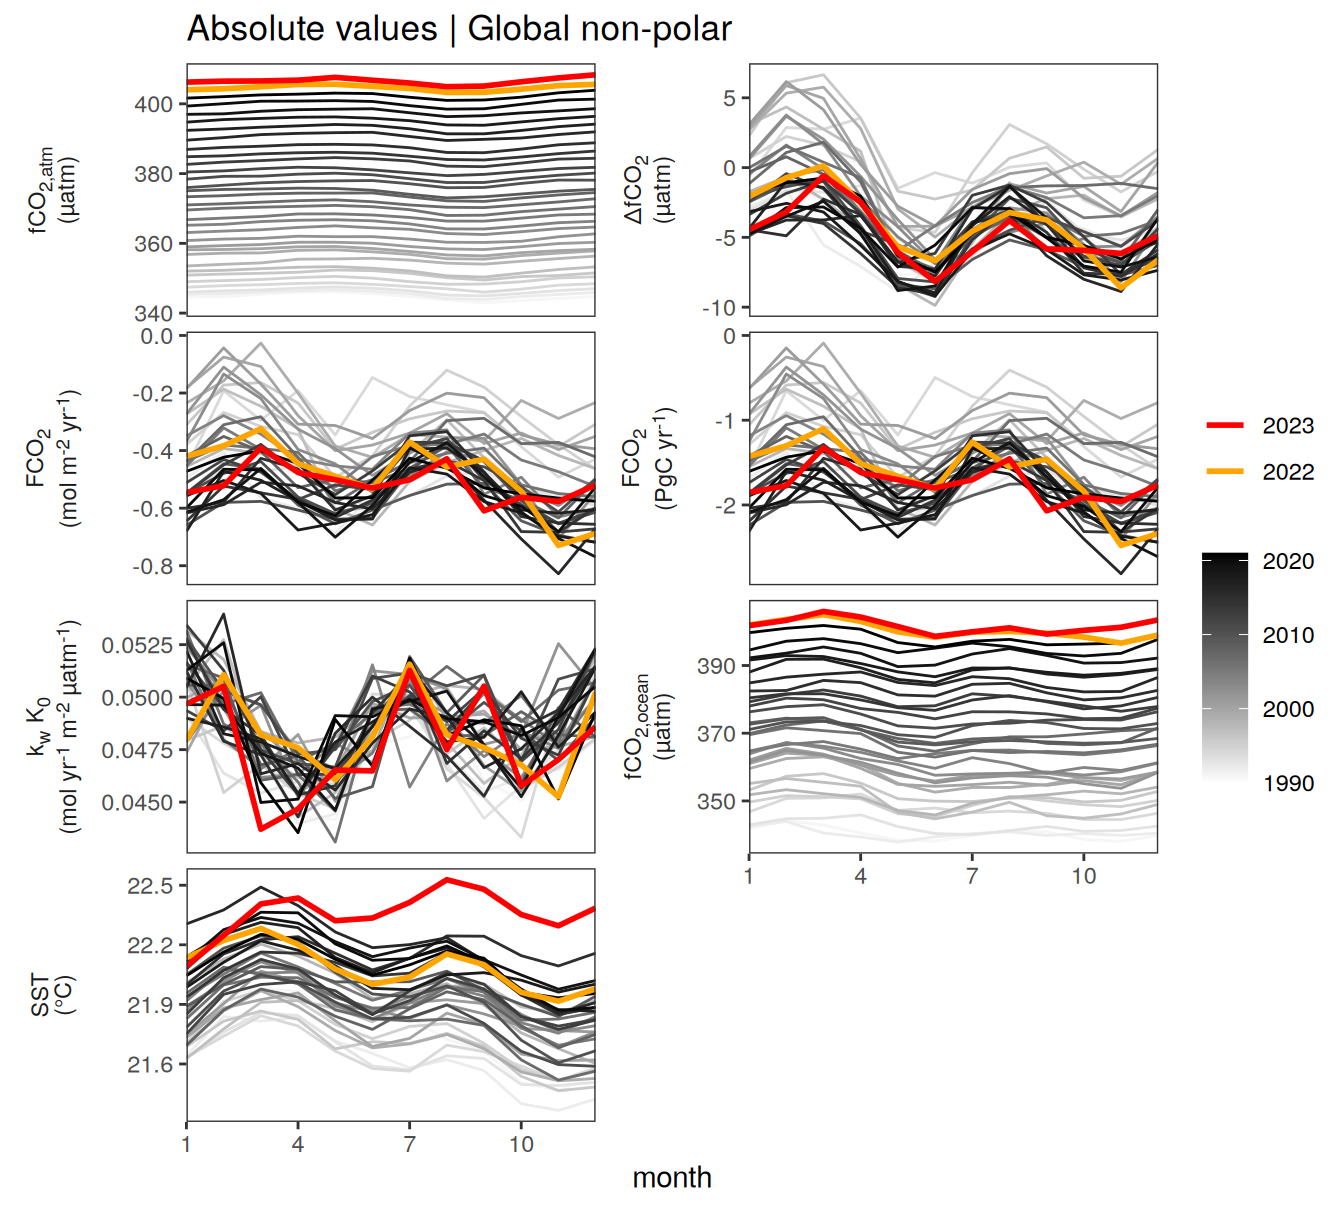 Absolute values | Global non-polar
fCO2,atm
(µatm)
400
380
360
340
ΔfCO2
(µatm)
5
0
-5
-10
FCO2
(mol m-2 yr-1)
0.0
-0.2
-0.4
-0.6
-0.8
FCO2
(PgC yr-1)
0
-1
-2
kw K0
(mol yr-1 m-2 µatm-1)
0.0525
0.0500
0.0475
0.0450
fCO2,ocean
(µatm)
390
370
350
1 4 7 10
SST
(°C)
22.5
22.2
21.9
21.6
1 4 7 10
month
2023
2022
2020
2010
2000
1990